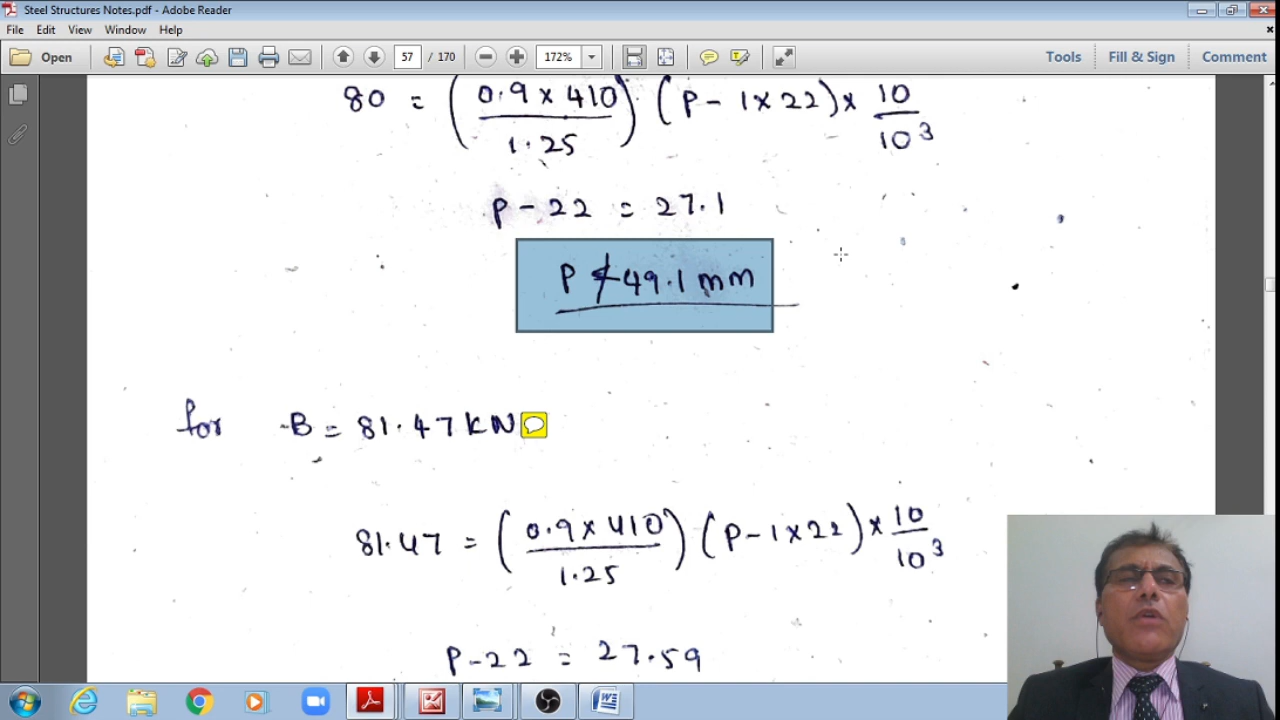 Steel Structures Notes.pdf - Adobe Reader
File Edit View Window Help
Open 57 / 170 172% Tools Fill & Sign Comment
80 = (0.9 × 410 / 1.25) (P - 1 × 22) × 10 / 10³
P - 22 = 27.1
P ≮ 49.1 mm
for B = 81.47 KN
81.47 = (0.9 × 410 / 1.25) (P - 1 × 22) × 10 / 10³
P - 22 = 27.59